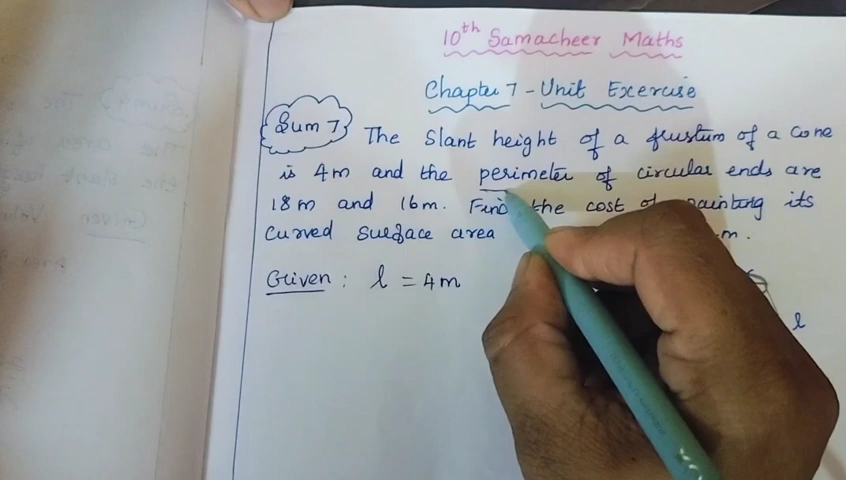 10th Samacheer Maths
Chapter 7 - Unit Exercise
Sum 7 The Slant height of a frustum of a Cone
is 4m and the perimeter of circular ends are
18m and 16m. Find the cost of painting its
Curved Surface area m.
Given : l = 4m
l